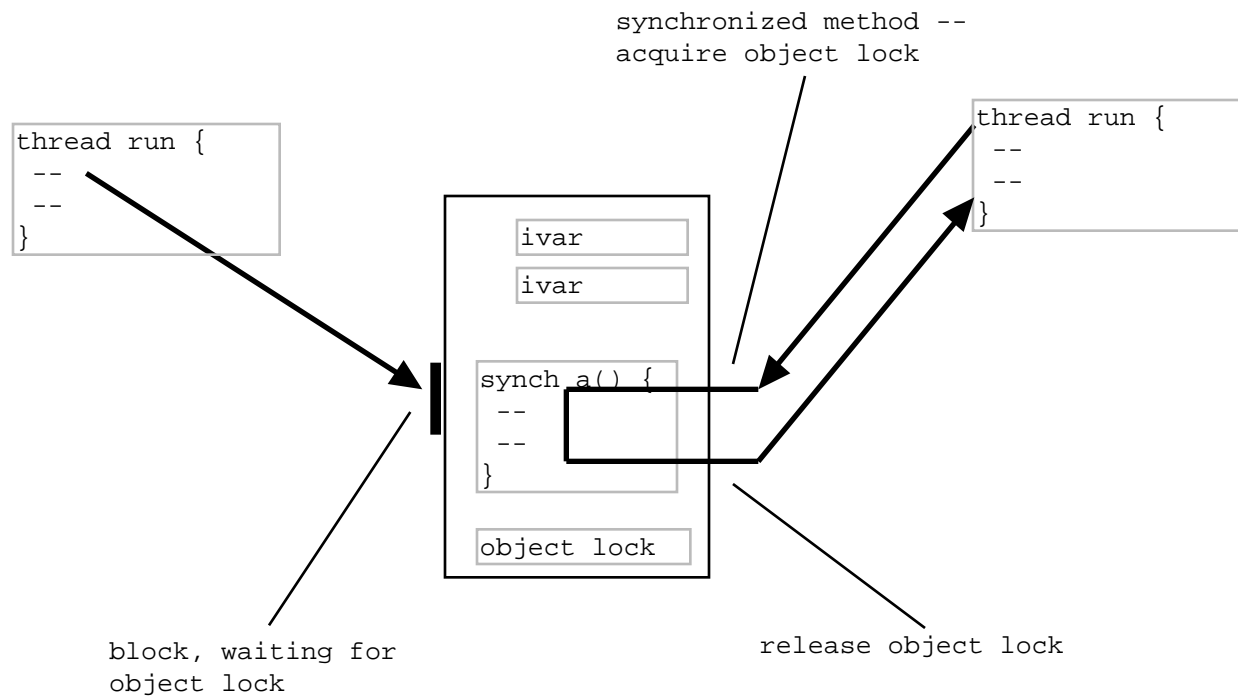 synchronized method --
acquire object lock
thread run {
--
--
}
thread run {
--
--
}
ivar
ivar
synch a() {
--
--
}
object lock
block, waiting for
object lock
release object lock